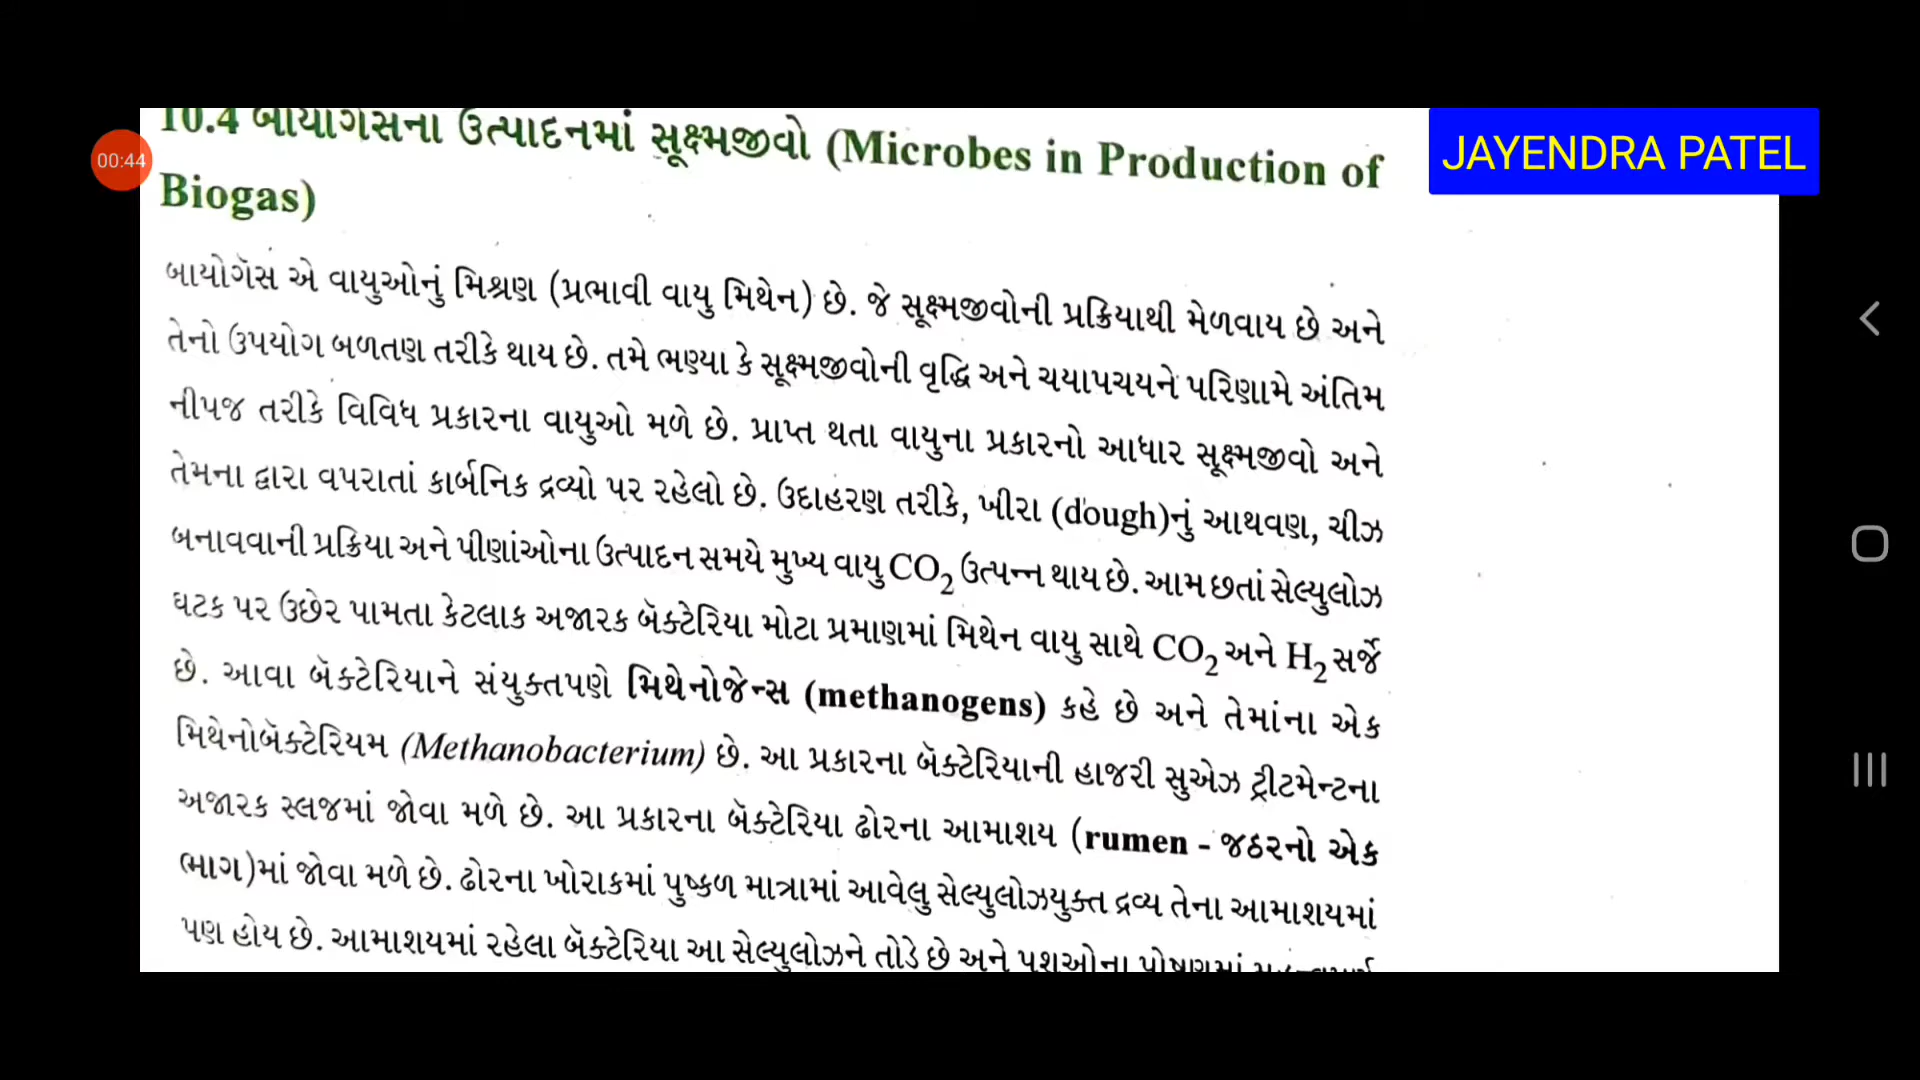 10.4 બાયોગેસના ઉત્પાદનમાં સૂક્ષ્મજીવો (Microbes in Production of
Biogas)
JAYENDRA PATEL
00:44
બાયોગૅસ એ વાયુઓનું મિશ્રણ (પ્રભાવી વાયુ મિથેન) છે. જે સૂક્ષ્મજીવોની પ્રક્રિયાથી મેળવાય છે અને
તેનો ઉપયોગ બળતણ તરીકે થાય છે. તમે ભણ્યા કે સૂક્ષ્મજીવોની વૃદ્ધિ અને ચયાપચયને પરિણામે અંતિમ
નીપજ તરીકે વિવિધ પ્રકારના વાયુઓ મળે છે. પ્રાપ્ત થતા વાયુના પ્રકારનો આધાર સૂક્ષ્મજીવો અને
તેમના દ્વારા વપરાતાં કાર્બનિક દ્રવ્યો પર રહેલો છે. ઉદાહરણ તરીકે, ખીરા (dough)નું આથવણ, ચીઝ
બનાવવાની પ્રક્રિયા અને પીણાંઓના ઉત્પાદન સમયે મુખ્ય વાયુ CO₂ ઉત્પન્ન થાય છે. આમ છતાં સેલ્યુલોઝ
ઘટક પર ઉછેર પામતા કેટલાક અજારક બૅક્ટેરિયા મોટા પ્રમાણમાં મિથેન વાયુ સાથે CO₂ અને H₂ સર્જે
છે. આવા બૅક્ટેરિયાને સંયુક્તપણે મિથેનોજેન્સ (methanogens) કહે છે અને તેમાંના એક
મિથેનોબૅક્ટેરિયમ (Methanobacterium) છે. આ પ્રકારના બૅક્ટેરિયાની હાજરી સુએઝ ટ્રીટમેન્ટના
અજારક સ્લજમાં જોવા મળે છે. આ પ્રકારના બૅક્ટેરિયા ઢોરના આમાશય (rumen - જઠરનો એક
ભાગ)માં જોવા મળે છે. ઢોરના ખોરાકમાં પુષ્કળ માત્રામાં આવેલુ સેલ્યુલોઝયુક્ત દ્રવ્ય તેના આમાશયમાં
પણ હોય છે. આમાશયમાં રહેલા બૅક્ટેરિયા આ સેલ્યુલોઝને તોડે છે અને પશુઓના પોષણમાં